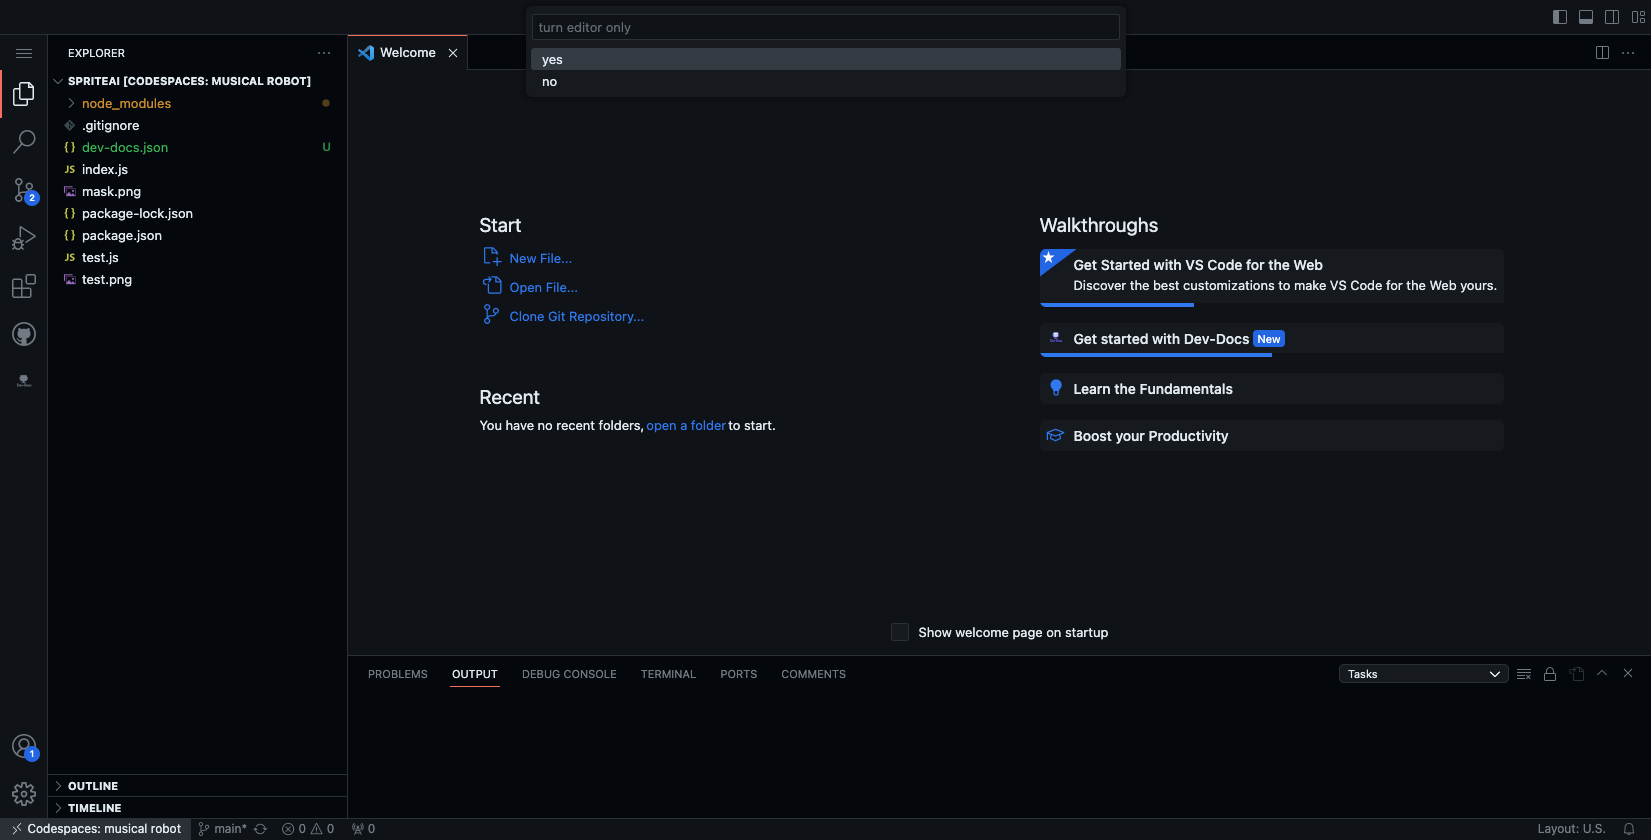 turn editor only
yes
no
EXPLORER
SPRITEAI [CODESPACES: MUSICAL ROBOT]
node_modules
.gitignore
dev-docs.json U
JS index.js
mask.png
{} package-lock.json
{} package.json
JS test.js
test.png
OUTLINE
TIMELINE
2
1
Welcome
Start
New File...
Open File...
Clone Git Repository...
Recent
You have no recent folders, open a folder to start.
Walkthroughs
Get Started with VS Code for the Web
Discover the best customizations to make VS Code for the Web yours.
Get started with Dev-Docs New
Learn the Fundamentals
Boost your Productivity
Show welcome page on startup
PROBLEMS OUTPUT DEBUG CONSOLE TERMINAL PORTS COMMENTS
Tasks
Codespaces: musical robot main* 0 0 0 Layout: U.S.